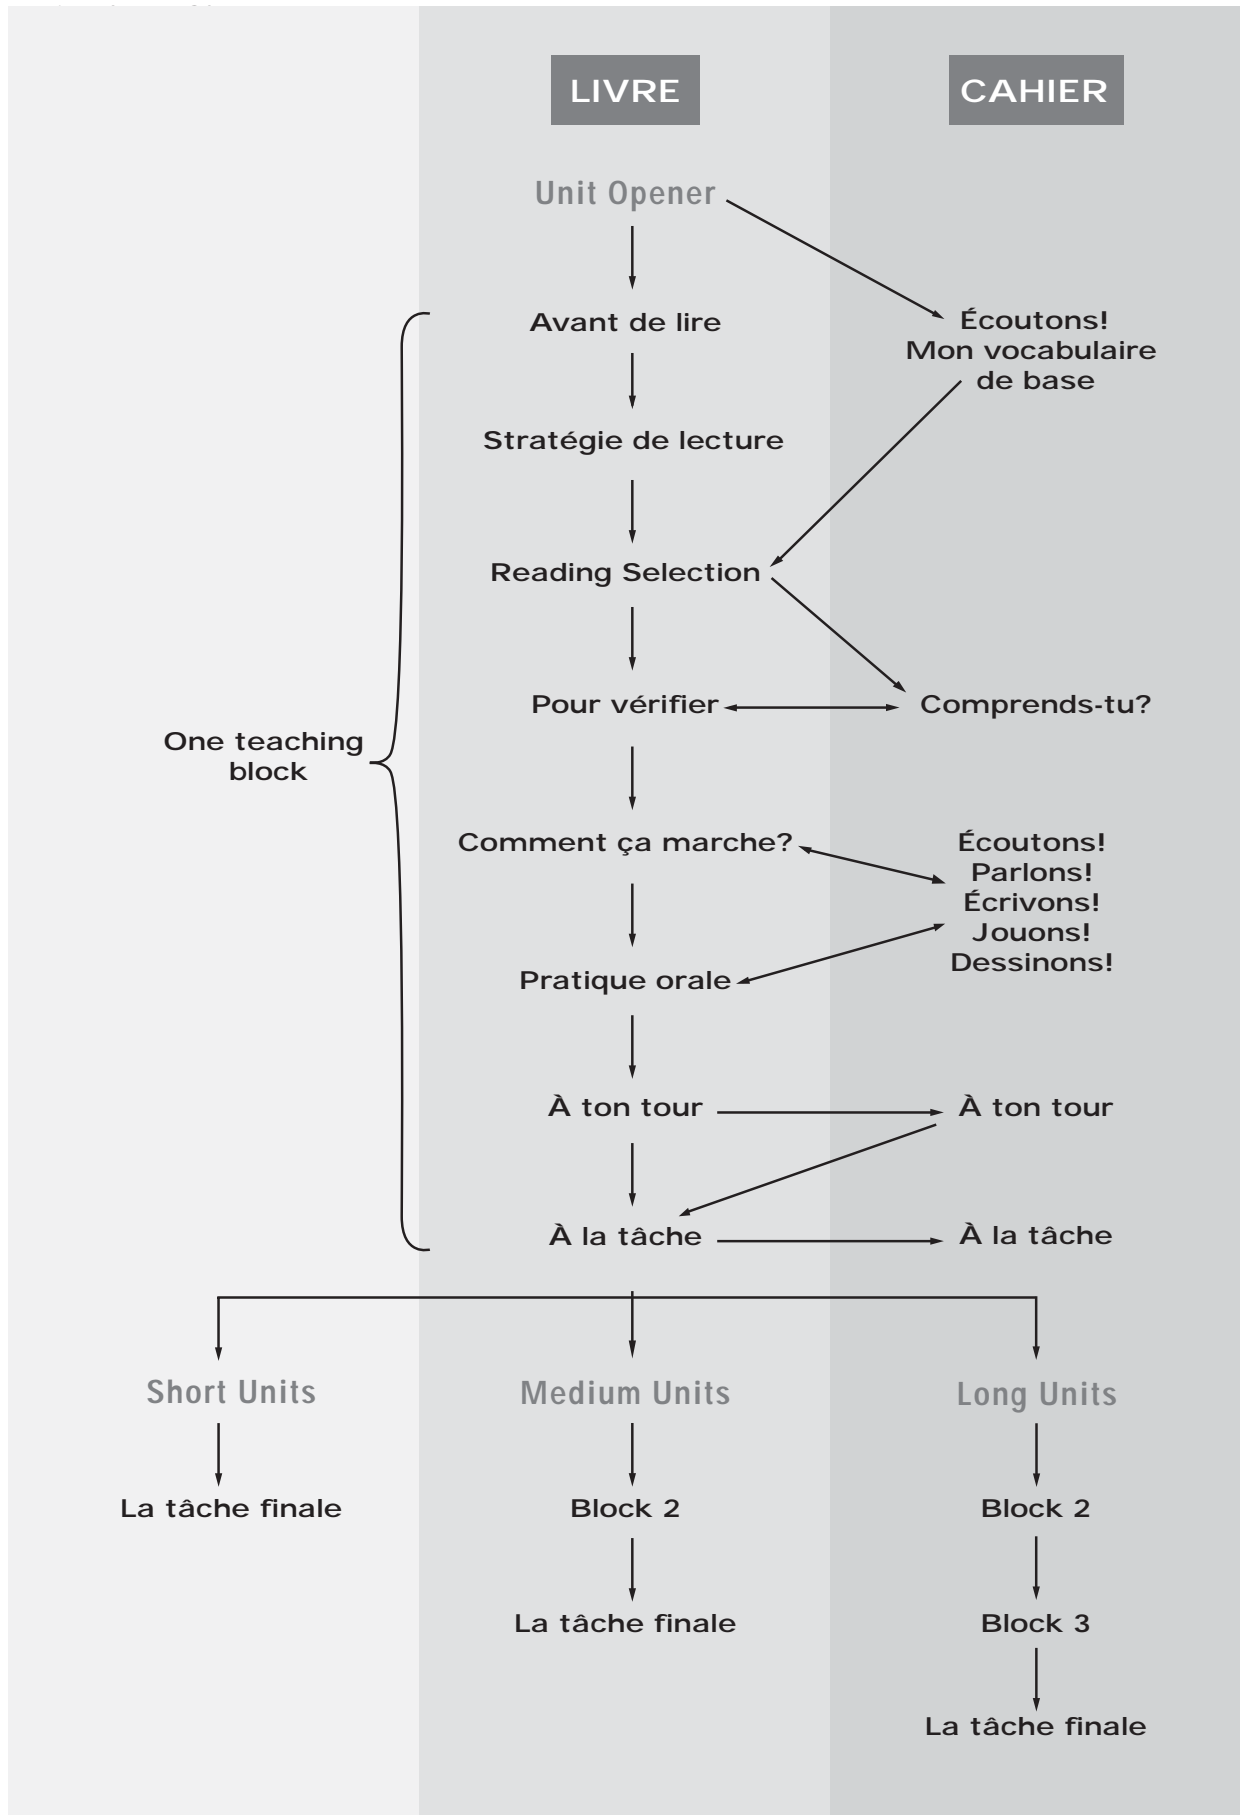 LIVRE
CAHIER
Unit Opener
Avant de lire
Écoutons!
Mon vocabulaire
de base
Stratégie de lecture
Reading Selection
Pour vérifier
Comprends-tu?
One teaching
block
Comment ça marche?
Écoutons!
Parlons!
Écrivons!
Jouons!
Dessinons!
Pratique orale
À ton tour
À ton tour
À la tâche
À la tâche
Short Units
Medium Units
Long Units
La tâche finale
Block 2
Block 2
La tâche finale
Block 3
La tâche finale